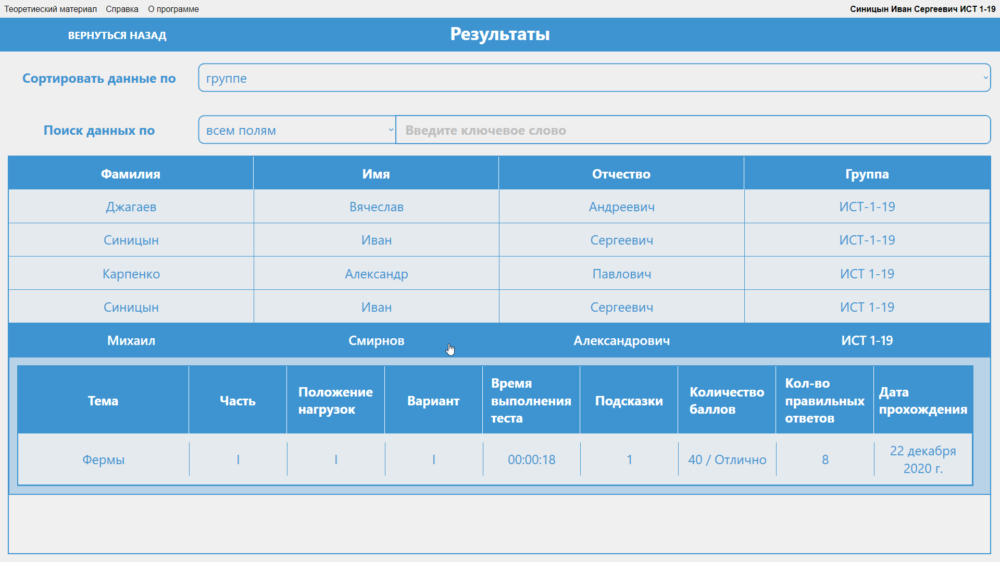 Теоретиеский материал Справка О программе Синицын Иван Сергеевич ИСТ 1-19
ВЕРНУТЬСЯ НАЗАД Результаты
Сортировать данные по группе
Поиск данных по всем полям Введите ключевое слово
Фамилия Имя Отчество Группа
Джагаев Вячеслав Андреевич ИСТ-1-19
Синицын Иван Сергеевич ИСТ-1-19
Карпенко Александр Павлович ИСТ 1-19
Синицын Иван Сергеевич ИСТ 1-19
Михаил Смирнов Александрович ИСТ 1-19
Тема
Часть
Положение
нагрузок
Вариант
Время
выполнения
теста
Подсказки
Количество
баллов
Кол-во
правильных
ответов
Дата
прохождения
Фермы
I
I
I
00:00:18
1
40 / Отлично
8
22 декабря
2020 г.